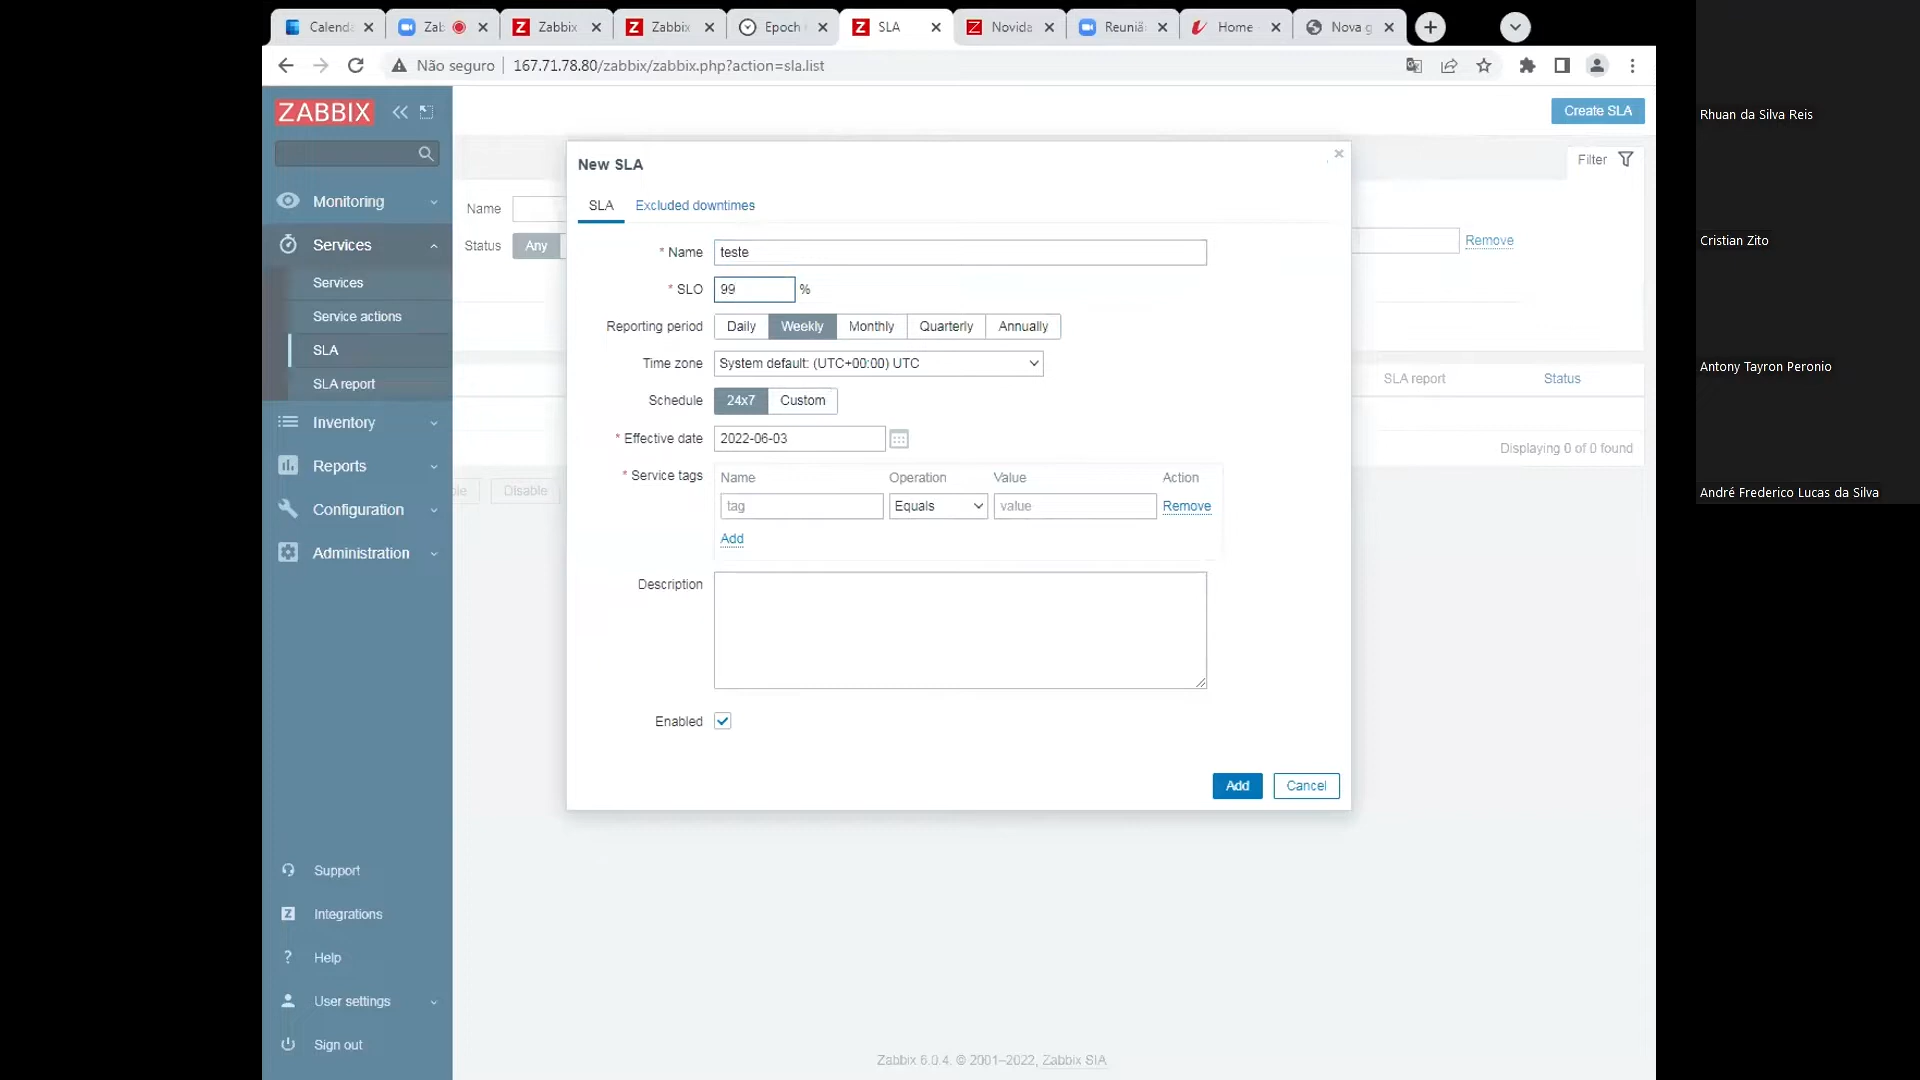 Calenda
Zab
Zabbix
Zabbix
Epoch
SLA
Novida
Reuniã
Home
Nova g
Não seguro
167.71.78.80/zabbix/zabbix.php?action=sla.list
ZABBIX
Create SLA
Rhuan da Silva Reis
New SLA
Filter
Monitoring
Name
SLA
Excluded downtimes
Services
Status
Any
* Name
teste
Remove
Cristian Zito
Services
* SLO
99
%
Service actions
Reporting period
Daily
Weekly
Monthly
Quarterly
Annually
SLA
Time zone
System default: (UTC+00:00) UTC
Antony Tayron Peronio
SLA report
SLA report
Status
Schedule
24x7
Custom
Inventory
* Effective date
2022-06-03
Displaying 0 of 0 found
Reports
* Service tags
Name
Operation
Value
Action
Disable
André Frederico Lucas da Silva
Configuration
tag
Equals
value
Remove
Add
Administration
Description
Enabled
Add
Cancel
Support
Integrations
Help
User settings
Sign out
Zabbix 6.0.4. © 2001–2022, Zabbix SIA